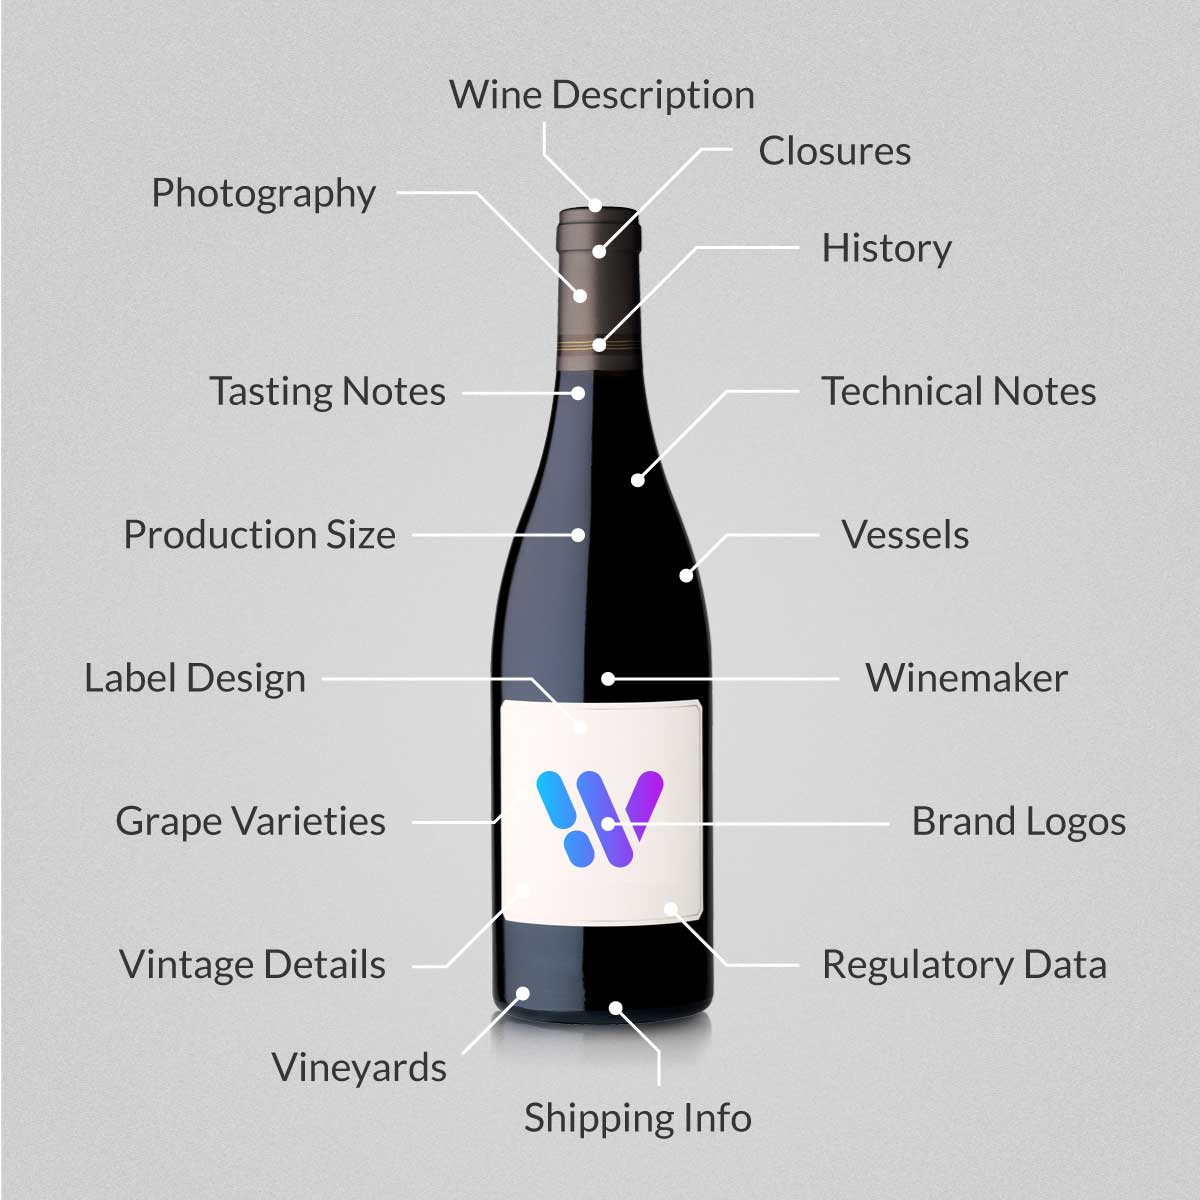 Wine Description
Closures
Photography
History
Tasting Notes
Technical Notes
Production Size
Vessels
Label Design
Winemaker
Grape Varieties
Brand Logos
Vintage Details
Regulatory Data
Vineyards
Shipping Info